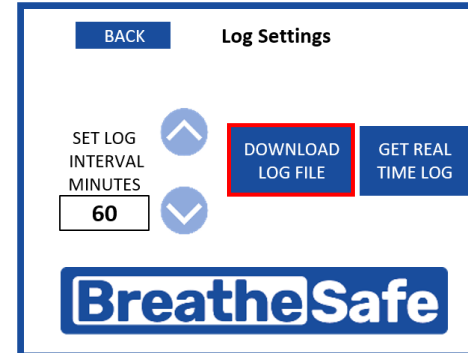 BACK
Log Settings
SET LOG
INTERVAL
MINUTES
60
DOWNLOAD
LOG FILE
GET REAL
TIME LOG
BreatheSafe